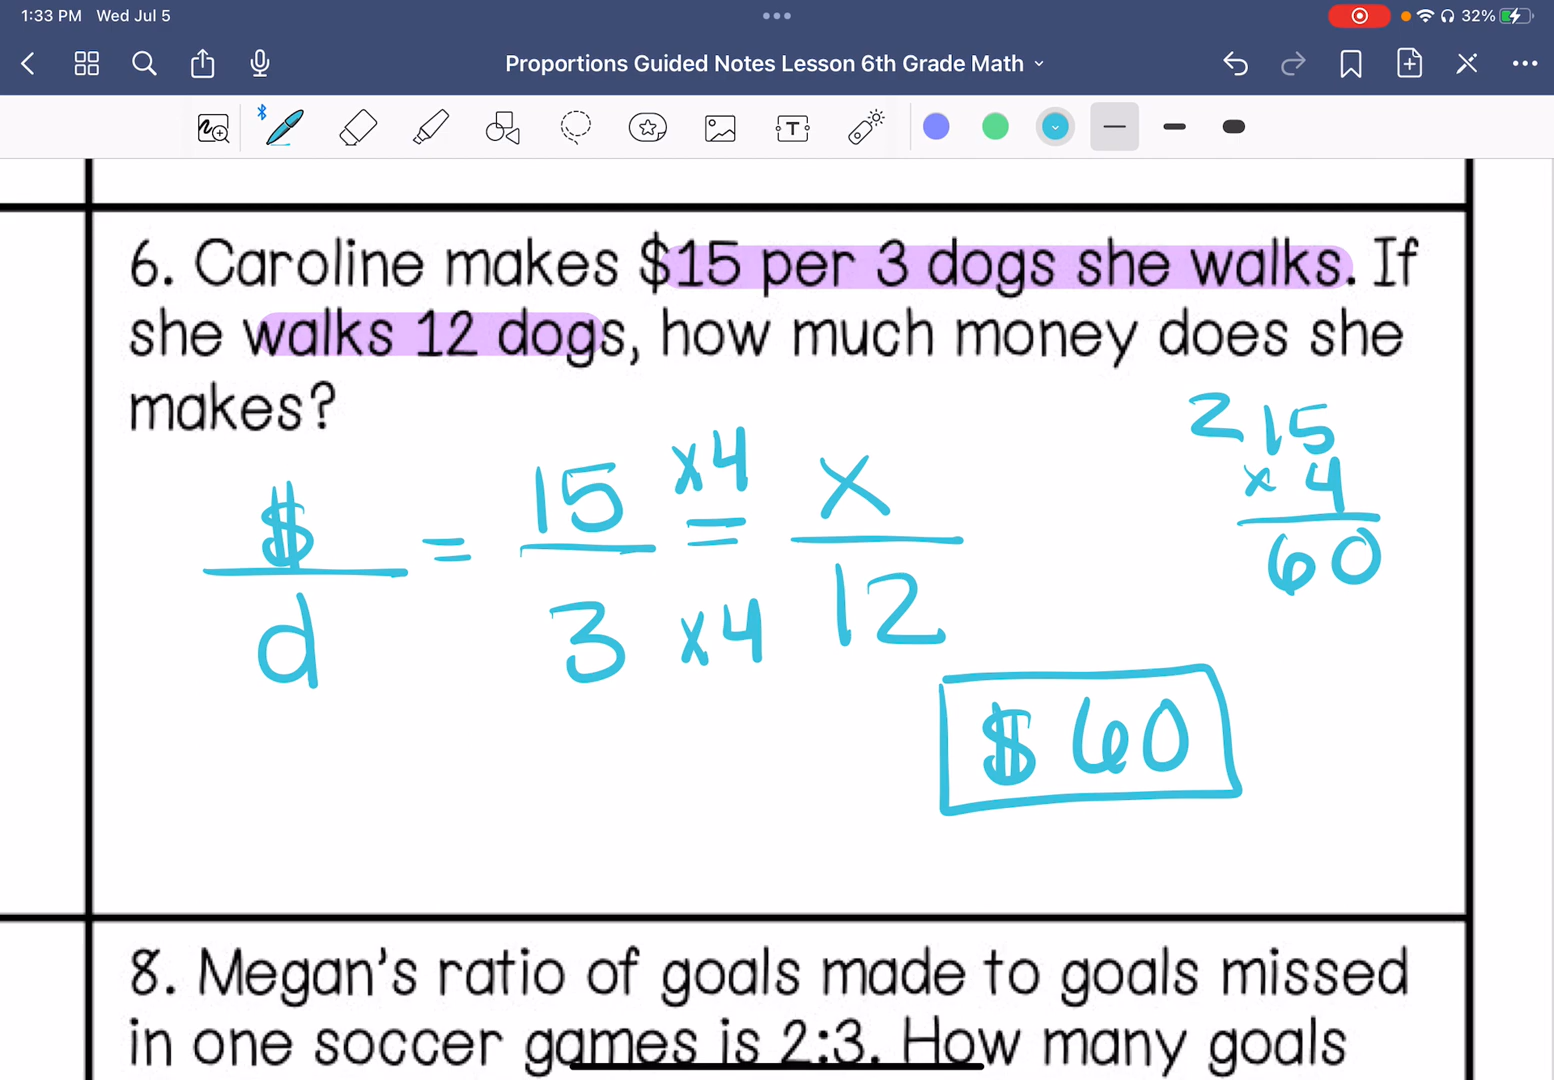 1:33 PM Wed Jul 5
32%
Proportions Guided Notes Lesson 6th Grade Math
T
6. Caroline makes $15 per 3 dogs she walks. If
she walks 12 dogs, how much money does she
makes?
2 15
x 4
60
$ = 15 x4 = x
d 3 x4 12
$ 60
8. Megan's ratio of goals made to goals missed
in one soccer games is 2:3. How many goals